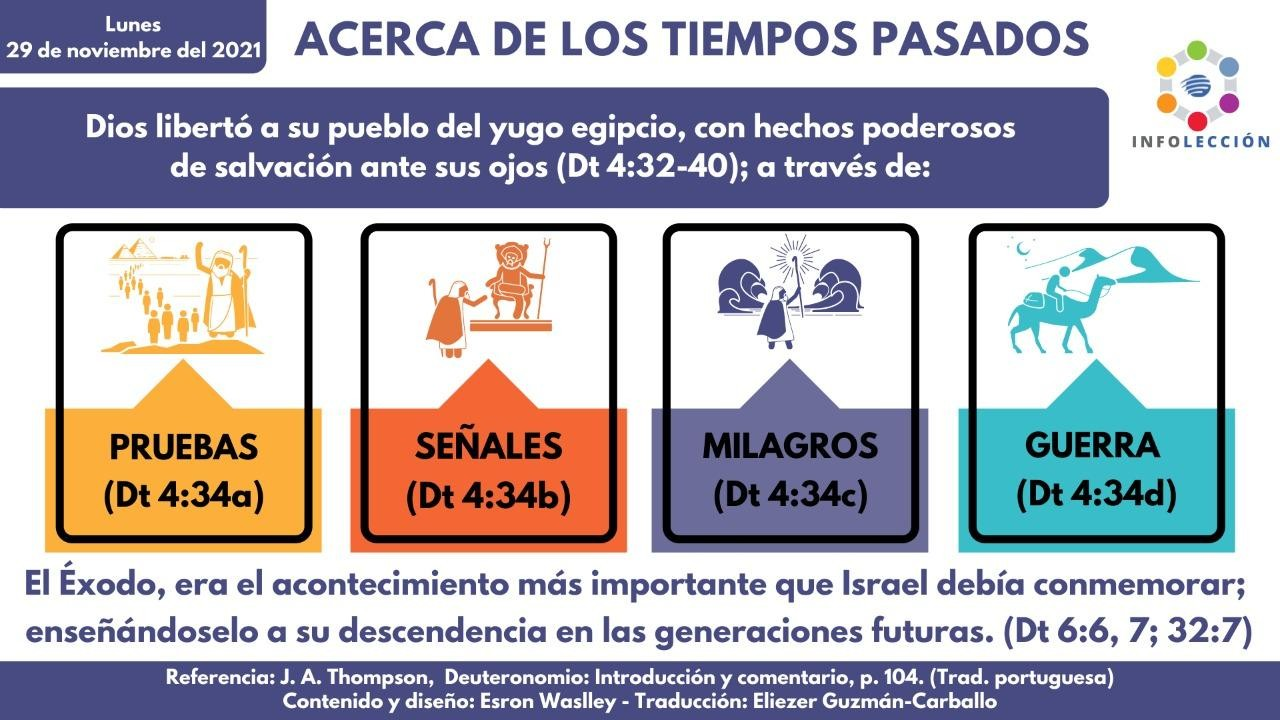 Lunes
29 de noviembre del 2021
ACERCA DE LOS TIEMPOS PASADOS
INFOLECCIÓN
Dios libertó a su pueblo del yugo egipcio, con hechos poderosos
de salvación ante sus ojos (Dt 4:32-40); a través de:
PRUEBAS
(Dt 4:34a)
SEÑALES
(Dt 4:34b)
MILAGROS
(Dt 4:34c)
GUERRA
(Dt 4:34d)
El Éxodo, era el acontecimiento más importante que Israel debía conmemorar;
enseñándoselo a su descendencia en las generaciones futuras. (Dt 6:6, 7; 32:7)
Referencia: J. A. Thompson, Deuteronomio: Introducción y comentario, p. 104. (Trad. portuguesa)
Contenido y diseño: Esron Waslley - Traducción: Eliezer Guzmán-Carballo